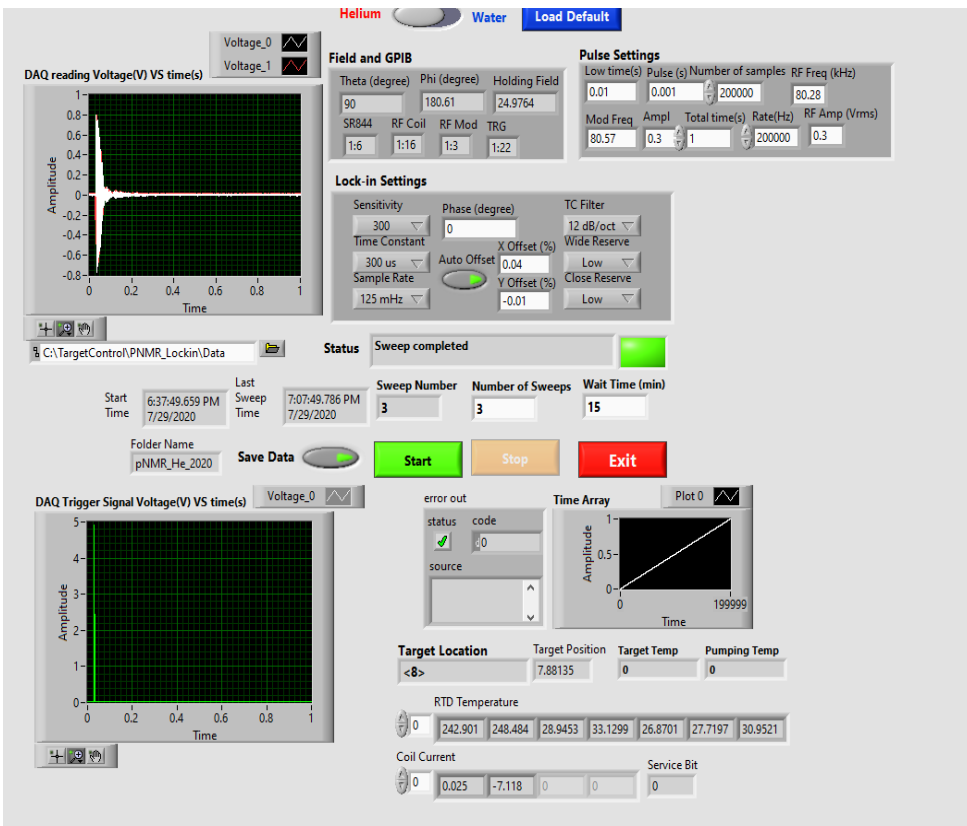 Helium Water Load Default
Voltage_0
Voltage_1
DAQ reading Voltage(V) VS time(s)
1
0.8
0.6
0.4
0.2
0
-0.2
-0.4
-0.6
-0.8
Amplitude
0 0.2 0.4 0.6 0.8 1
Time
Field and GPIB
Theta (degree) Phi (degree) Holding Field
90 180.61 24.9764
SR844 RF Coil RF Mod TRG
1:6 1:16 1:3 1:22
Pulse Settings
Low time(s) Pulse (s) Number of samples RF Freq (kHz)
0.01 0.001 200000 80.28
Mod Freq Ampl Total time(s) Rate(Hz) RF Amp (Vrms)
80.57 0.3 1 200000 0.3
Lock-in Settings
Sensitivity Phase (degree) TC Filter
300 0 12 dB/oct
Time Constant X Offset (%) Wide Reserve
300 us Auto Offset 0.04 Low
Sample Rate Y Offset (%) Close Reserve
125 mHz -0.01 Low
C:\TargetControl\PNMR_Lockin\Data
Status Sweep completed
Start Time 6:37:49.659 PM 7/29/2020
Last Sweep Time 7:07:49.786 PM 7/29/2020
Sweep Number Number of Sweeps Wait Time (min)
3 3 15
Folder Name
pNMR_He_2020
Save Data Start Stop Exit
DAQ Trigger Signal Voltage(V) VS time(s) Voltage_0
5
4
3
2
1
0
Amplitude
0 0.2 0.4 0.6 0.8 1
Time
error out
status code
0
source
Time Array Plot 0
1
0.5
0
Amplitude
0 199999
Time
Target Location Target Position Target Temp Pumping Temp
<8> 7.88135 0 0
RTD Temperature
0 242.901 248.484 28.9453 33.1299 26.8701 27.7197 30.9521
Coil Current Service Bit
0 0.025 -7.118 0 0 0